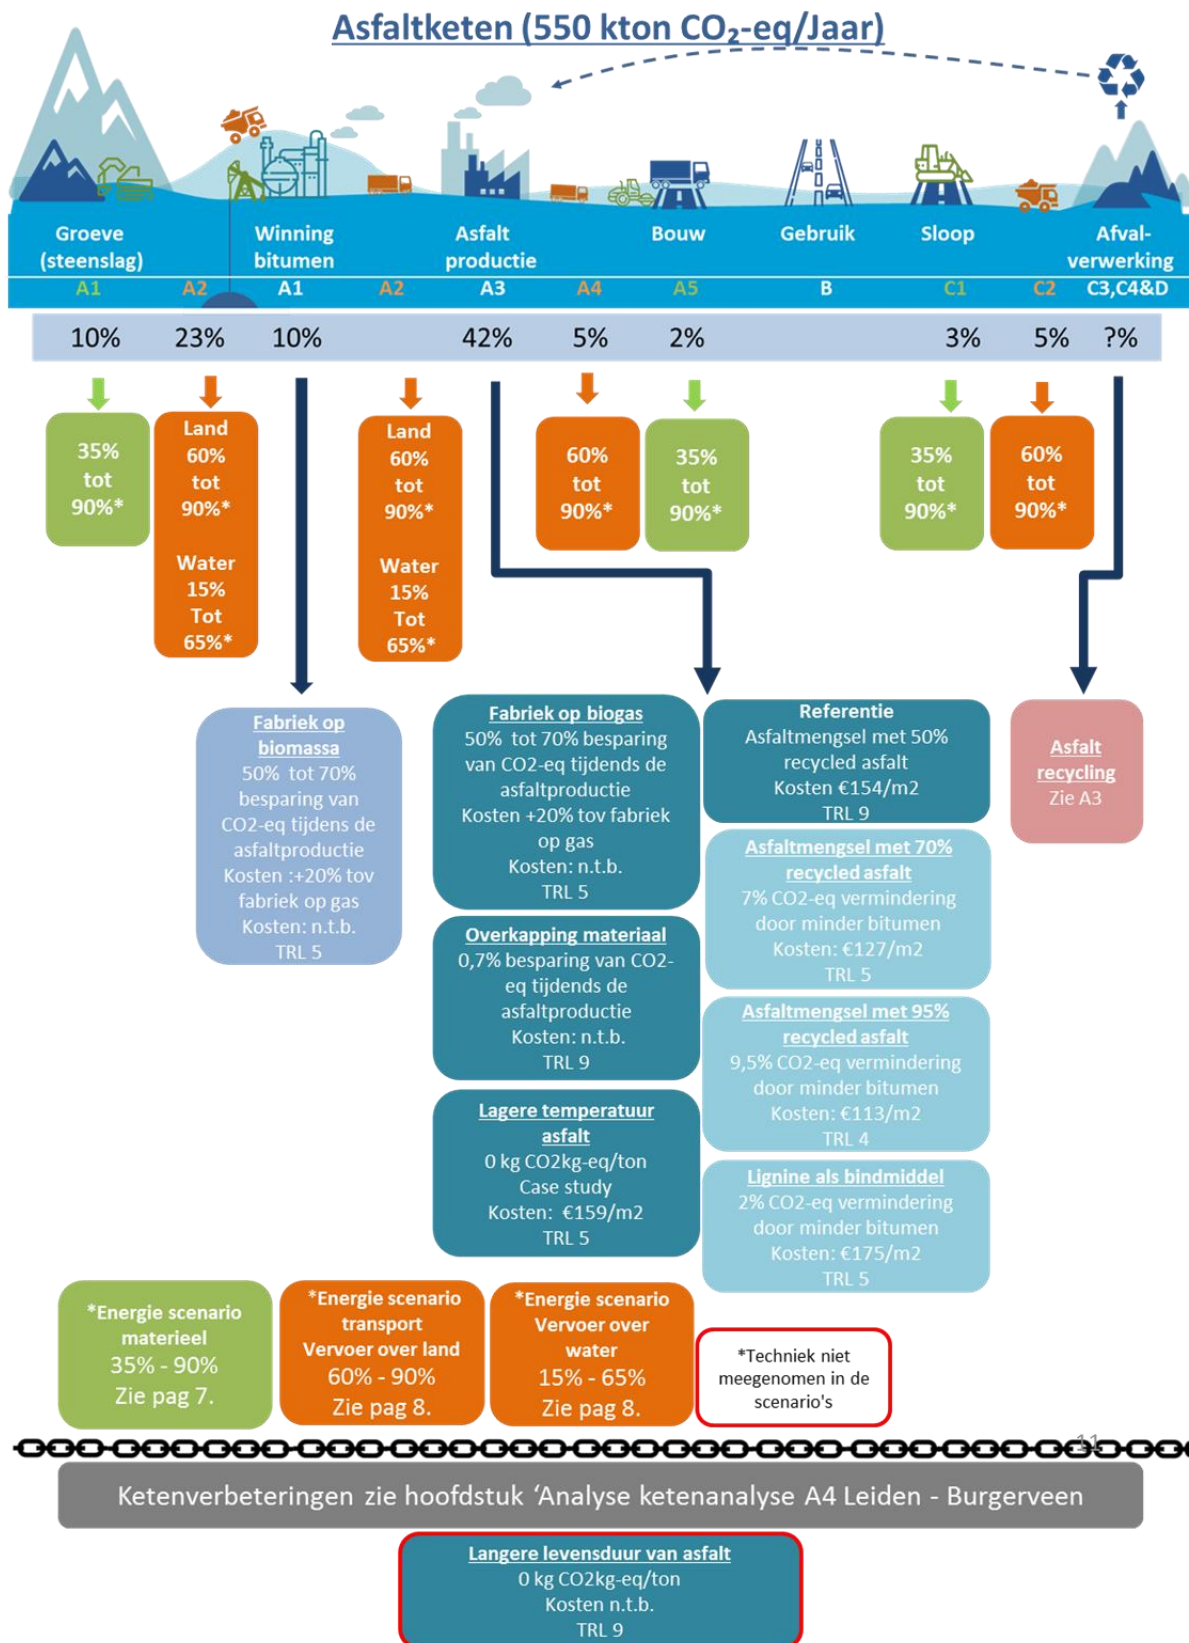 Asfaltketen (550 kton CO₂-eq/Jaar)
Groeve
(steenslag)
Winning
bitumen
Asfalt
productie
Bouw
Gebruik
Sloop
Afval-
verwerking
A1
A2
A1
A2
A3
A4
A5
B
C1
C2
C3,C4&D
10%
23%
10%
42%
5%
2%
3%
5%
?%
35%
tot
90%*
Land
60%
tot
90%*
Water
15%
Tot
65%*
Land
60%
tot
90%*
Water
15%
Tot
65%*
60%
tot
90%*
35%
tot
90%*
35%
tot
90%*
60%
tot
90%*
Fabriek op
biomassa
50% tot 70%
besparing van
CO2-eq tijdens de
asfaltproductie
Kosten :+20% tov
fabriek op gas
Kosten: n.t.b.
TRL 5
Fabriek op biogas
50% tot 70% besparing
van CO2-eq tijdends de
asfaltproductie
Kosten +20% tov fabriek
op gas
Kosten: n.t.b.
TRL 5
Overkapping materiaal
0,7% besparing van CO2-
eq tijdends de
asfaltproductie
Kosten: n.t.b.
TRL 9
Lagere temperatuur
asfalt
0 kg CO2kg-eq/ton
Case study
Kosten: €159/m2
TRL 5
Referentie
Asfaltmengsel met 50%
recycled asfalt
Kosten €154/m2
TRL 9
Asfaltmengsel met 70%
recycled asfalt
7% CO2-eq vermindering
door minder bitumen
Kosten: €127/m2
TRL 5
Asfaltmengsel met 95%
recycled asfalt
9,5% CO2-eq vermindering
door minder bitumen
Kosten: €113/m2
TRL 4
Lignine als bindmiddel
2% CO2-eq vermindering
door minder bitumen
Kosten: €175/m2
TRL 5
Asfalt
recycling
Zie A3
*Energie scenario
materieel
35% - 90%
Zie pag 7.
*Energie scenario
transport
Vervoer over land
60% - 90%
Zie pag 8.
*Energie scenario
Vervoer over
water
15% - 65%
Zie pag 8.
*Techniek niet
meegenomen in de
scenario's
11
Ketenverbeteringen zie hoofdstuk ‘Analyse ketenanalyse A4 Leiden - Burgerveen
Langere levensduur van asfalt
0 kg CO2kg-eq/ton
Kosten n.t.b.
TRL 9